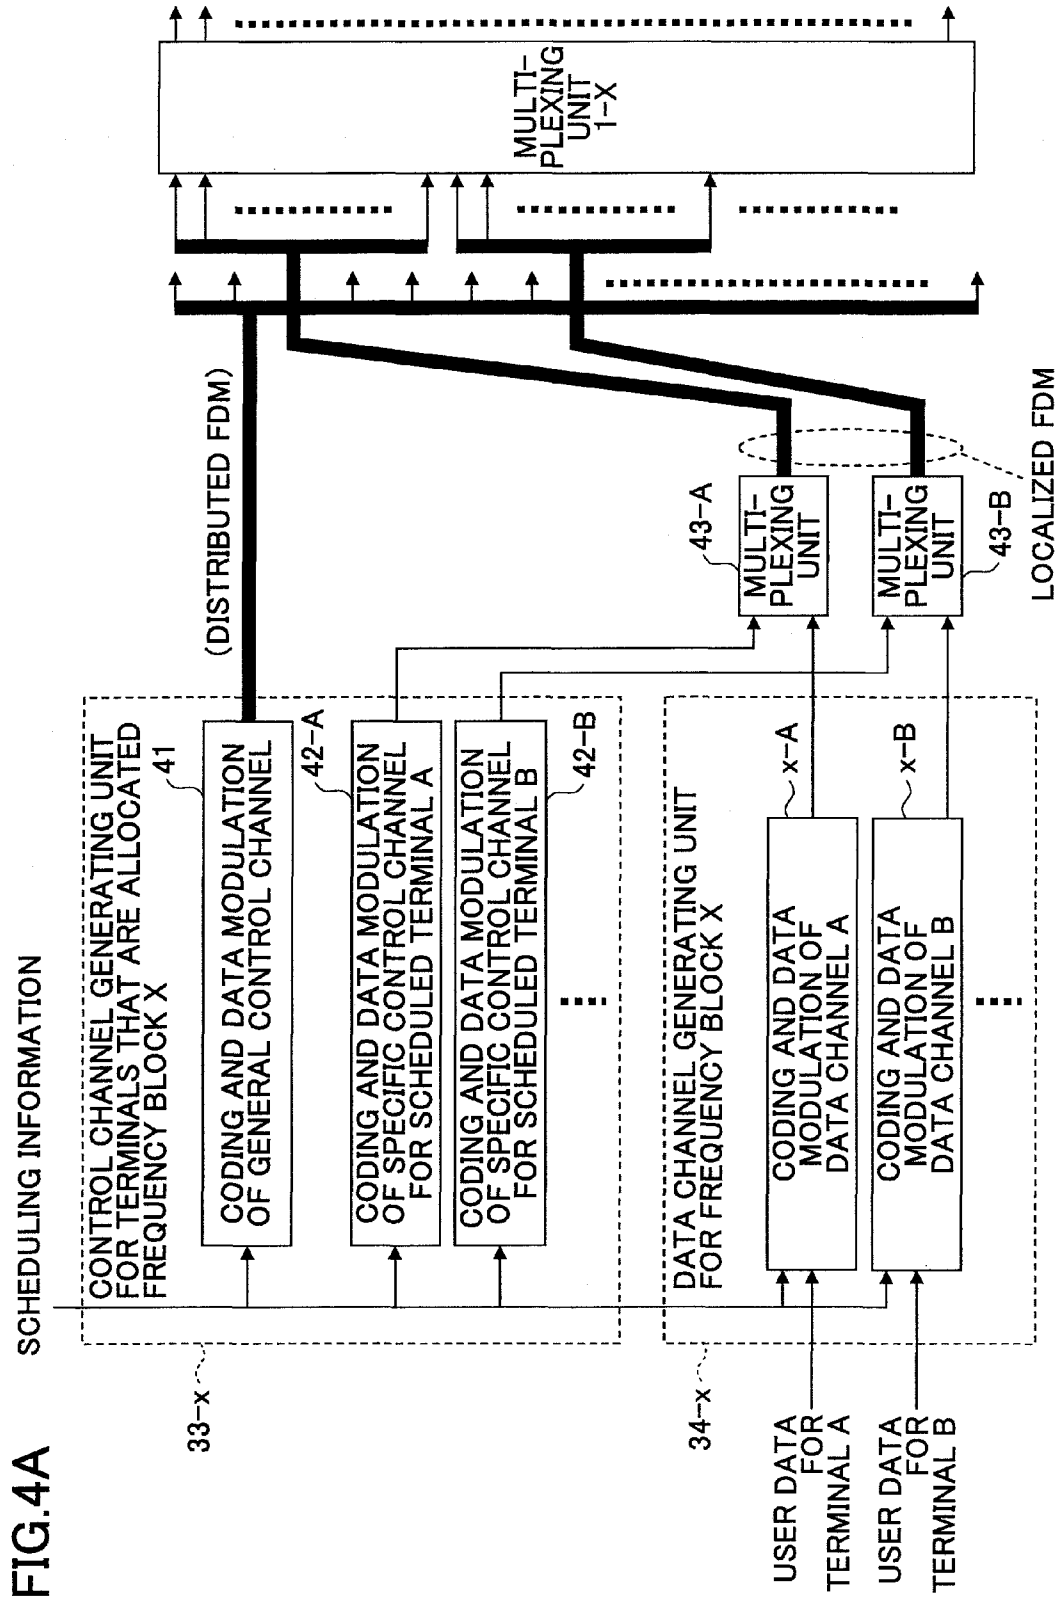 FIG.4A
SCHEDULING INFORMATION
33-x
CONTROL CHANNEL GENERATING UNIT
FOR TERMINALS THAT ARE ALLOCATED
FREQUENCY BLOCK X
41
CODING AND DATA MODULATION
OF GENERAL CONTROL CHANNEL
(DISTRIBUTED FDM)
42-A
CODING AND DATA MODULATION
OF SPECIFIC CONTROL CHANNEL
FOR SCHEDULED TERMINAL A
CODING AND DATA MODULATION
OF SPECIFIC CONTROL CHANNEL
FOR SCHEDULED TERMINAL B
42-B
34-x
DATA CHANNEL GENERATING UNIT
FOR FREQUENCY BLOCK X
USER DATA
FOR
TERMINAL A
CODING AND DATA
MODULATION OF
DATA CHANNEL A
x-A
USER DATA
FOR
TERMINAL B
CODING AND DATA
MODULATION OF
DATA CHANNEL B
x-B
43-A
MULTI-
PLEXING
UNIT
MULTI-
PLEXING
UNIT
43-B
LOCALIZED FDM
MULTI-
PLEXING
UNIT
1-X